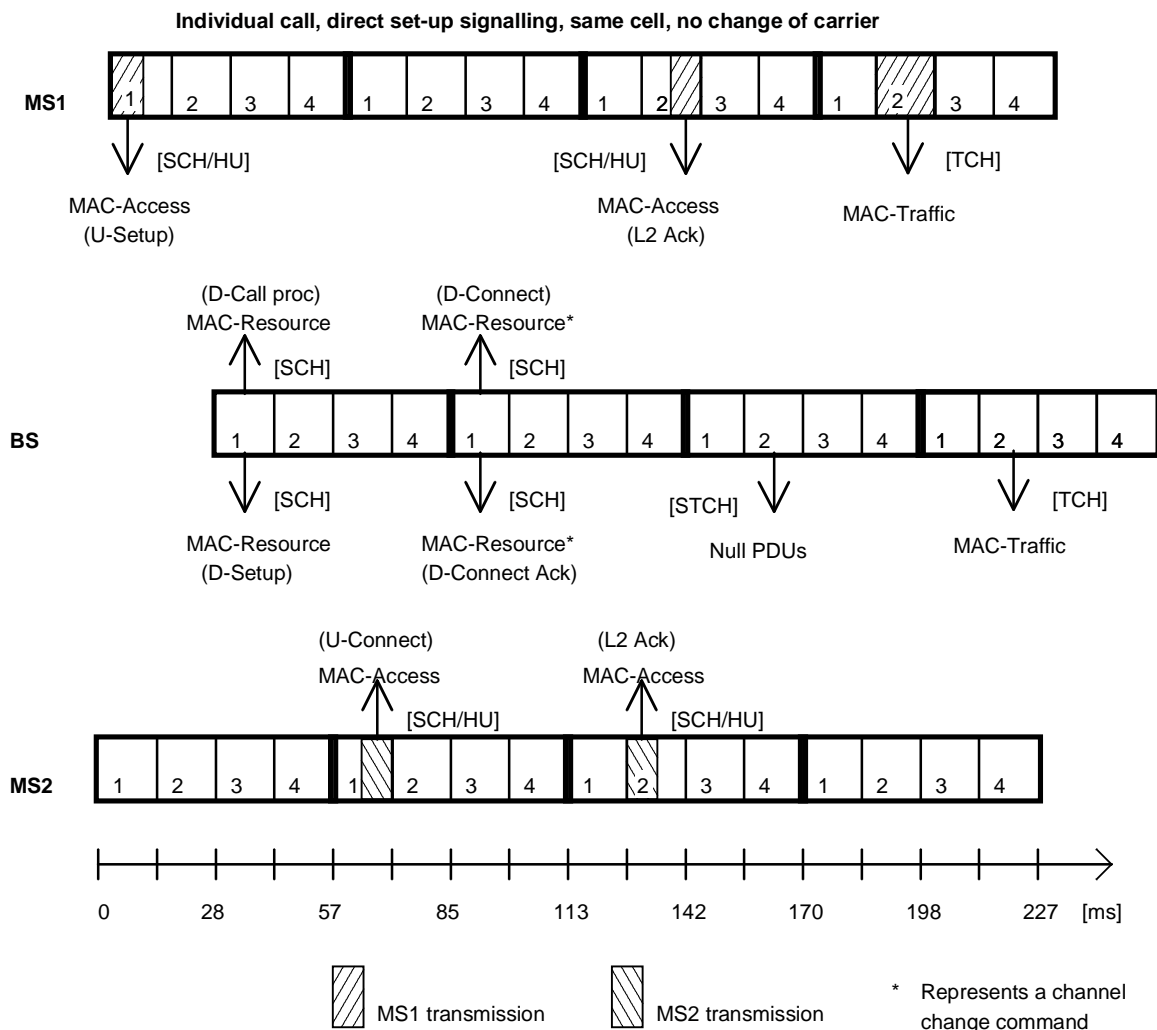 Individual call, direct set-up signalling, same cell, no change of carrier
MS1
1 2 3 4 1 2 3 4 1 2 3 4 1 2 3 4
[SCH/HU] [SCH/HU] [TCH]
MAC-Access MAC-Access MAC-Traffic
(U-Setup) (L2 Ack)
(D-Call proc) (D-Connect)
MAC-Resource MAC-Resource*
[SCH] [SCH]
BS
1 2 3 4 1 2 3 4 1 2 3 4 1 2 3 4
[SCH] [SCH] [STCH] [TCH]
MAC-Resource MAC-Resource* Null PDUs MAC-Traffic
(D-Setup) (D-Connect Ack)
(U-Connect) (L2 Ack)
MAC-Access MAC-Access
[SCH/HU] [SCH/HU]
MS2
1 2 3 4 1 2 3 4 1 2 3 4 1 2 3 4
0 28 57 85 113 142 170 198 227 [ms]
MS1 transmission MS2 transmission * Represents a channel
change command